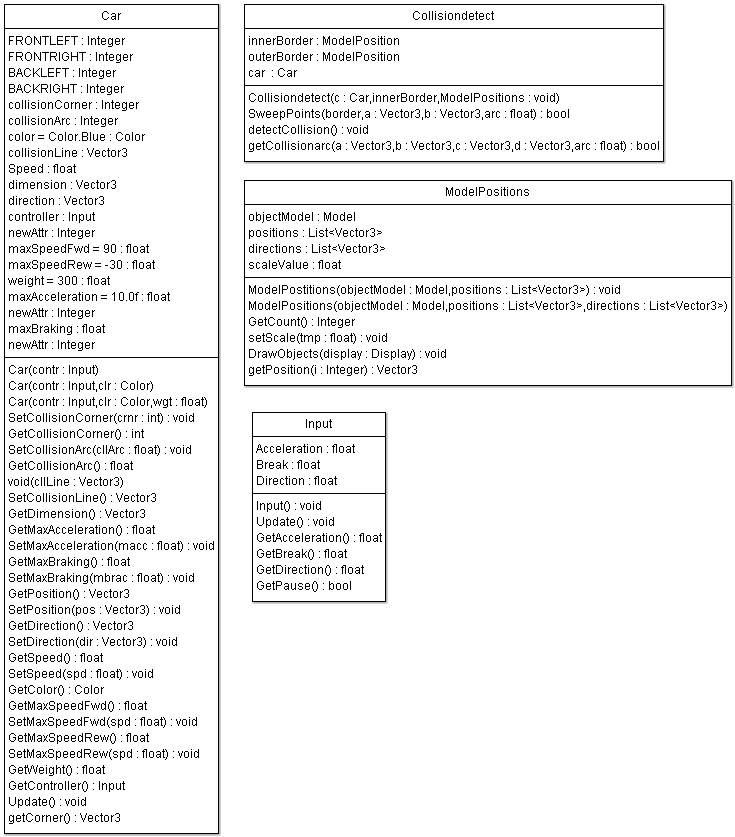 Car
FRONTLEFT : Integer
FRONTRIGHT : Integer
BACKLEFT : Integer
BACKRIGHT : Integer
collisionCorner : Integer
collisionArc : Integer
color = Color.Blue : Color
collisionLine : Vector3
Speed : float
dimension : Vector3
direction : Vector3
controller : Input
newAttr : Integer
maxSpeedFwd = 90 : float
maxSpeedRew = -30 : float
weight = 300 : float
maxAcceleration = 10.0f : float
newAttr : Integer
maxBraking : float
newAttr : Integer
Car(contr : Input)
Car(contr : Input,clr : Color)
Car(contr : Input,clr : Color,wgt : float)
SetCollisionCorner(crnr : int) : void
GetCollisionCorner() : int
SetCollisionArc(cllArc : float) : void
GetCollisionArc() : float
void(cllLine : Vector3)
SetCollisionLine() : Vector3
GetDimension() : Vector3
GetMaxAcceleration() : float
SetMaxAcceleration(macc : float) : void
GetMaxBraking() : float
SetMaxBraking(mbrac : float) : void
GetPosition() : Vector3
SetPosition(pos : Vector3) : void
GetDirection() : Vector3
SetDirection(dir : Vector3) : void
GetSpeed() : float
SetSpeed(spd : float) : void
GetColor() : Color
GetMaxSpeedFwd() : float
SetMaxSpeedFwd(spd : float) : void
GetMaxSpeedRew() : float
SetMaxSpeedRew(spd : float) : void
GetWeight() : float
GetController() : Input
Update() : void
getCorner() : Vector3
Collisiondetect
innerBorder : ModelPosition
outerBorder : ModelPosition
car : Car
Collisiondetect(c : Car,innerBorder,ModelPositions : void)
SweepPoints(border,a : Vector3,b : Vector3,arc : float) : bool
detectCollision() : void
getCollisionarc(a : Vector3,b : Vector3,c : Vector3,d : Vector3,arc : float) : bool
ModelPositions
objectModel : Model
positions : List<Vector3>
directions : List<Vector3>
scaleValue : float
ModelPostitions(objectModel : Model,positions : List<Vector3>) : void
ModelPositions(objectModel : Model,positions : List<Vector3>,directions : List<Vector3>)
GetCount() : Integer
setScale(tmp : float) : void
DrawObjects(display : Display) : void
getPosition(i : Integer) : Vector3
Input
Acceleration : float
Break : float
Direction : float
Input() : void
Update() : void
GetAcceleration() : float
GetBreak() : float
GetDirection() : float
GetPause() : bool